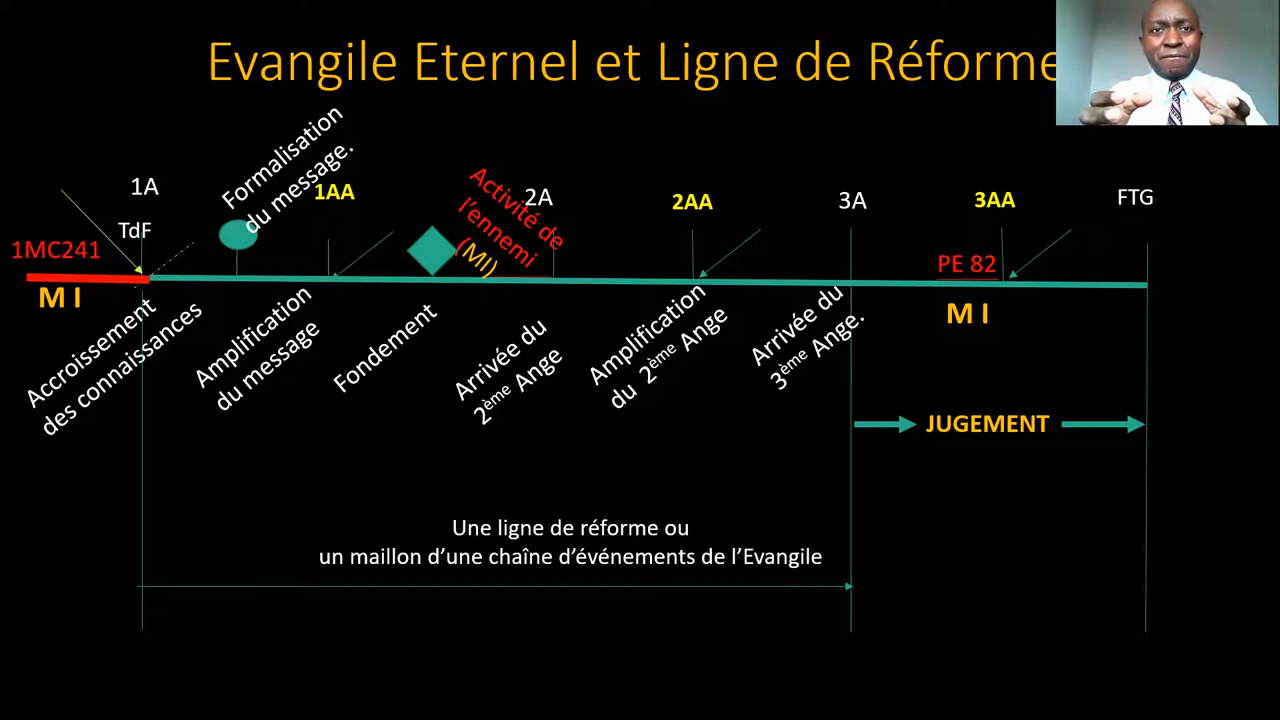 Evangile Eternel et Ligne de Réforme
1A
TdF
1MC241
M I
Formalisation
du message.
1AA
Activité de
l'ennemi
(MI)
2A
2AA
3A
3AA
FTG
PE 82
M I
Accroissement
des connaissances
Amplification
du message
Fondement
Arrivée du
2ème Ange
Amplification
du 2ème Ange
Arrivée du
3ème Ange.
JUGEMENT
Une ligne de réforme ou
un maillon d'une chaîne d'événements de l'Evangile